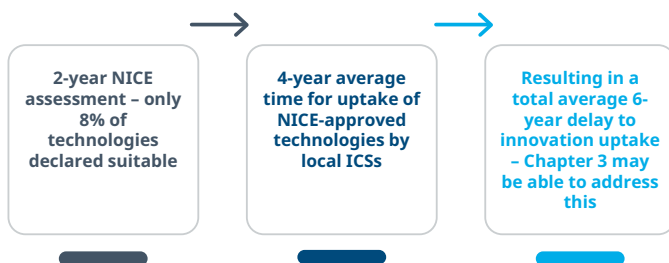 2-year NICE
assessment – only
8% of
technologies
declared suitable
4-year average
time for uptake of
NICE-approved
technologies by
local ICSs
Resulting in a
total average 6-
year delay to
innovation uptake
– Chapter 3 may
be able to address
this